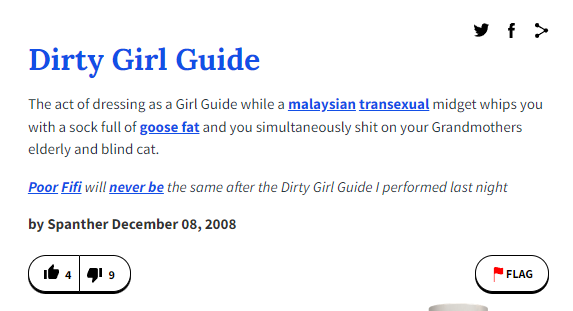 Dirty Girl Guide
The act of dressing as a Girl Guide while a malaysian transexual midget whips you
with a sock full of goose fat and you simultaneously shit on your Grandmothers
elderly and blind cat.
Poor Fifi will never be the same after the Dirty Girl Guide I performed last night
by Spanther December 08, 2008
4 9 FLAG